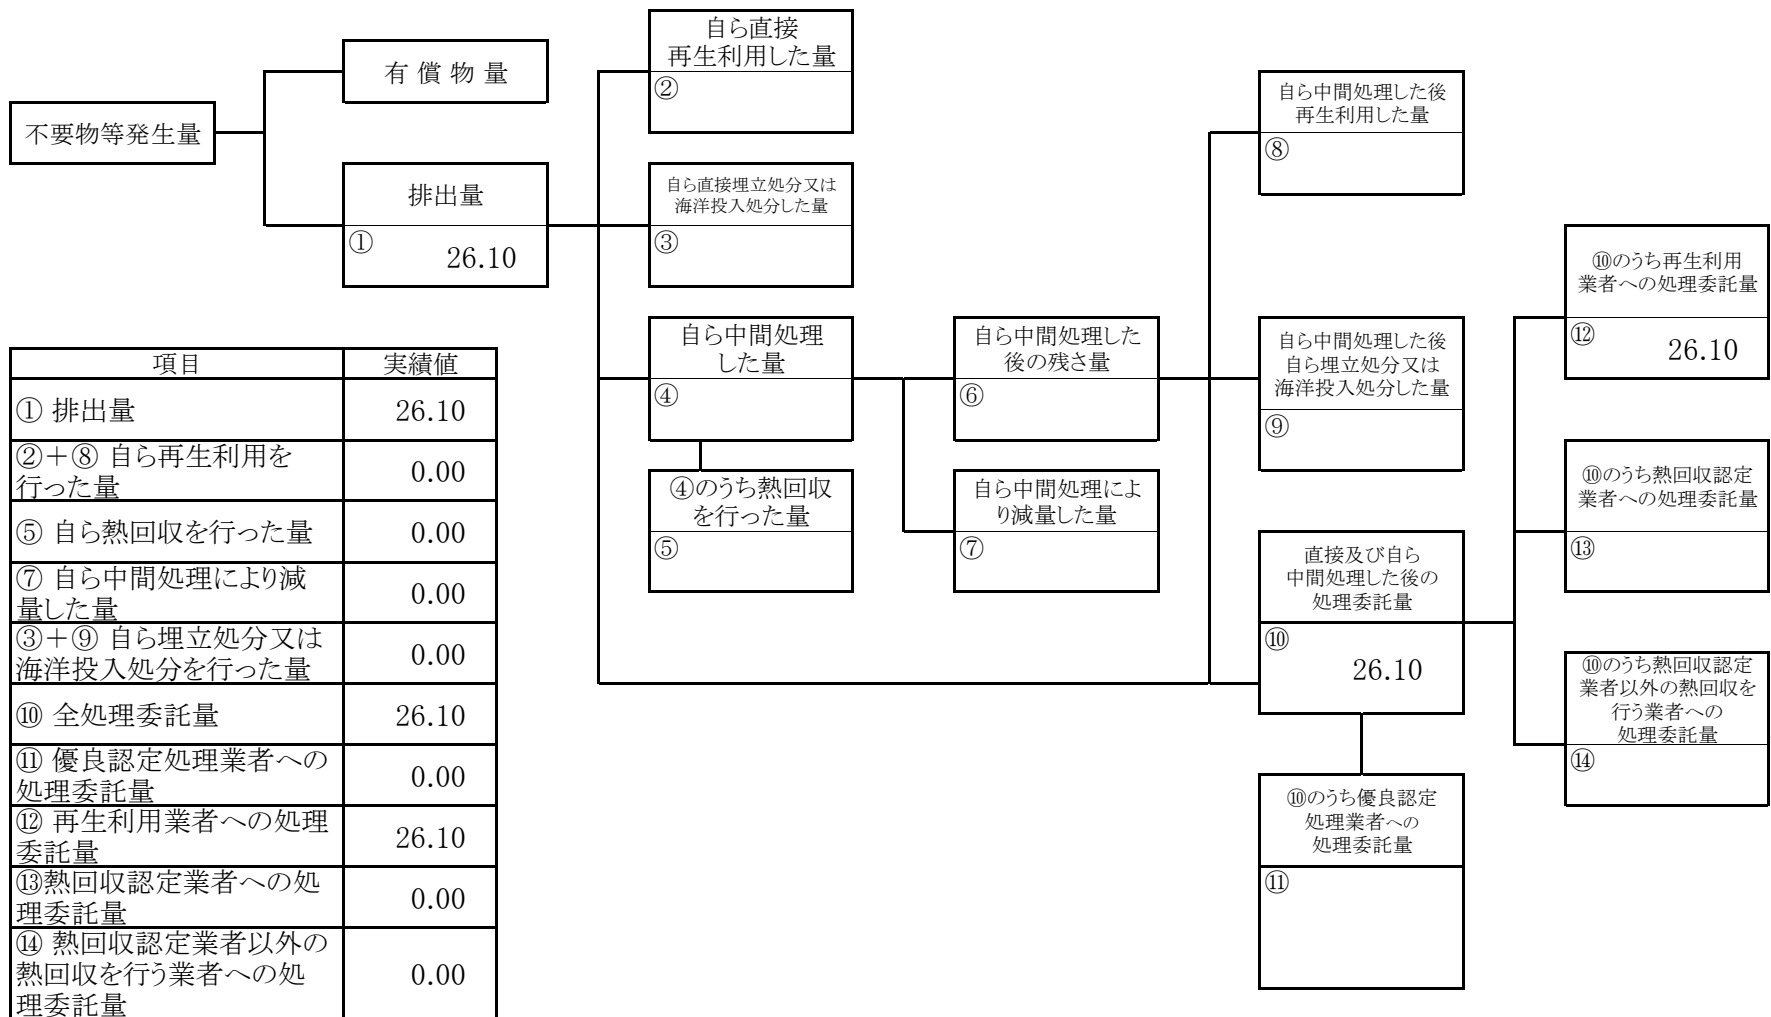 不要物等発生量
有償物量
排出量
①
26.10
自ら直接
再生利用した量
②
自ら直接埋立処分又は
海洋投入処分した量
③
自ら中間処理
した量
④
④のうち熱回収
を行った量
⑤
自ら中間処理した
後の残さ量
⑥
自ら中間処理によ
り減量した量
⑦
自ら中間処理した後
再生利用した量
⑧
自ら中間処理した後
自ら埋立処分又は
海洋投入処分した量
⑨
直接及び自ら
中間処理した後の
処理委託量
⑩
26.10
⑩のうち優良認定
処理業者への
処理委託量
⑪
⑩のうち再生利用
業者への処理委託量
⑫
26.10
⑩のうち熱回収認定
業者への処理委託量
⑬
⑩のうち熱回収認定
業者以外の熱回収を
行う業者への
処理委託量
⑭
項目 実績値
① 排出量 26.10
②＋⑧ 自ら再生利用を
行った量 0.00
⑤ 自ら熱回収を行った量 0.00
⑦ 自ら中間処理により減
量した量 0.00
③＋⑨ 自ら埋立処分又は
海洋投入処分を行った量 0.00
⑩ 全処理委託量 26.10
⑪ 優良認定処理業者への
処理委託量 0.00
⑫ 再生利用業者への処理
委託量 26.10
⑬熱回収認定業者への処
理委託量 0.00
⑭ 熱回収認定業者以外の
熱回収を行う業者への処
理委託量 0.00